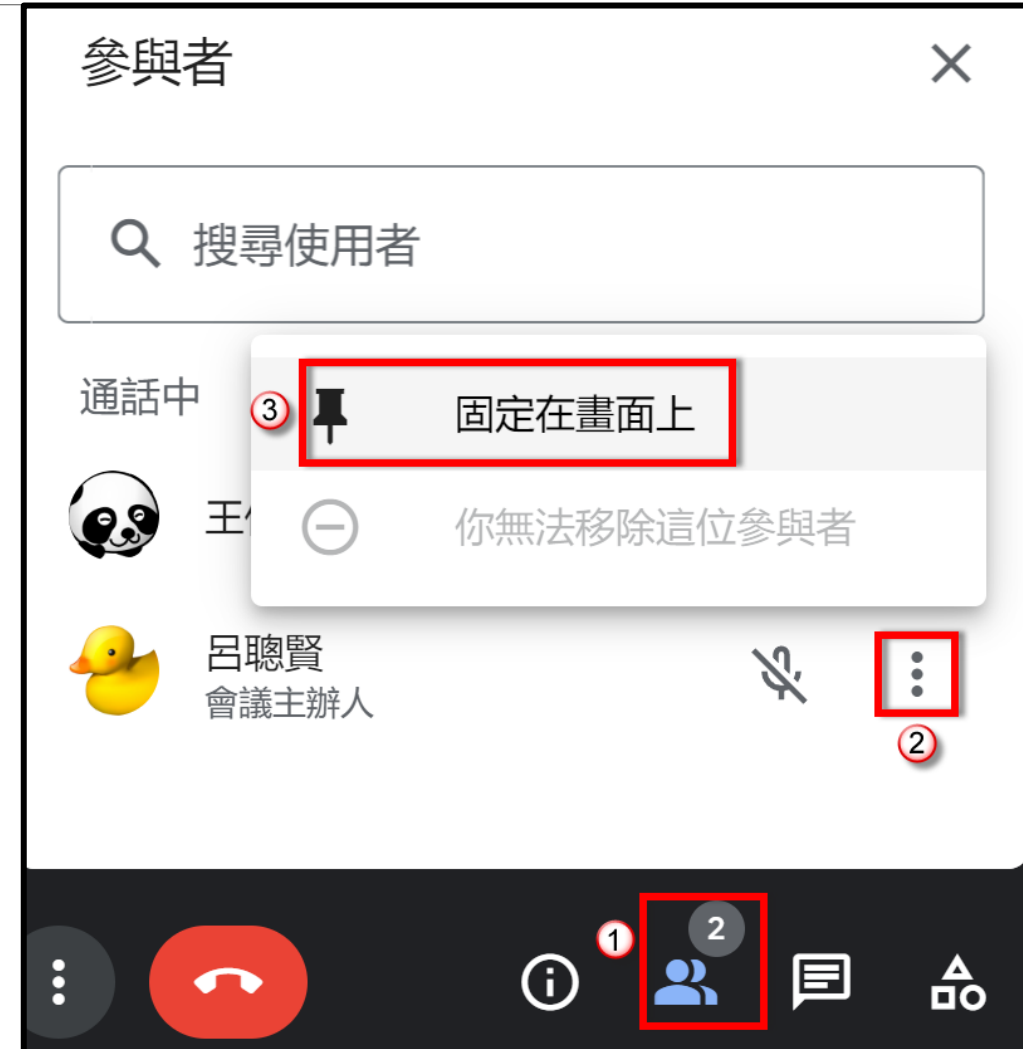 參與者
搜尋使用者
通話中
③ 固定在畫面上
王
你無法移除這位參與者
呂聰賢
會議主辦人
②
① 2